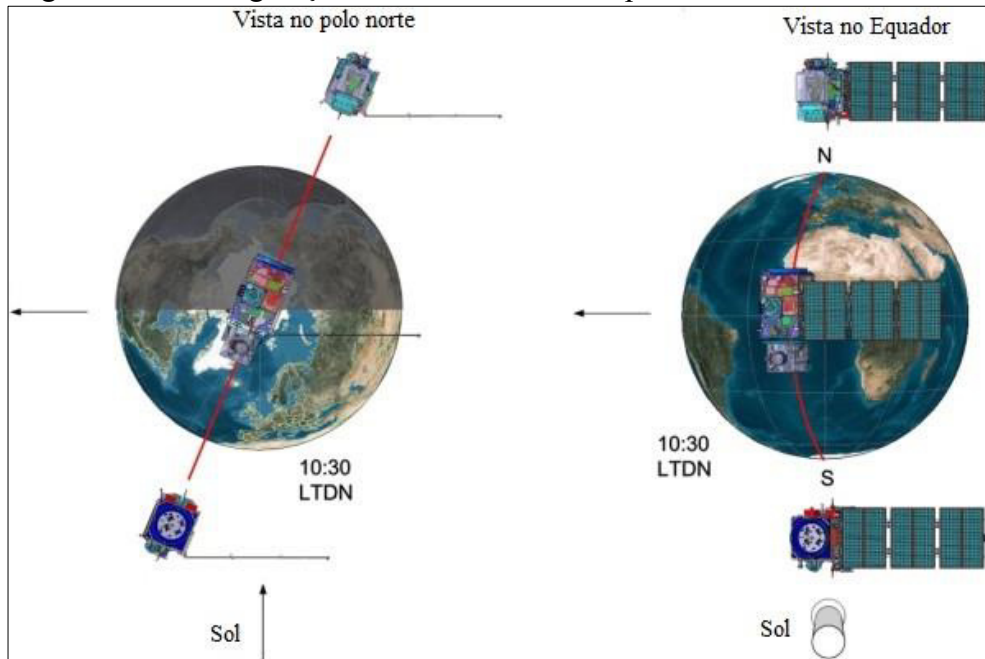 Vista no polo norte
Vista no Equador
N
10:30
LTDN
10:30
LTDN
S
Sol
Sol